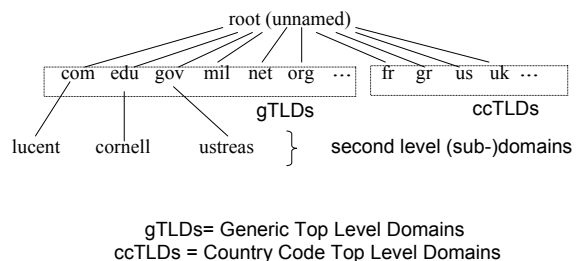 root (unnamed)
com edu gov mil net org ... fr gr us uk ...
gTLDs ccTLDs
lucent cornell ustreas } second level (sub-)domains
gTLDs= Generic Top Level Domains
ccTLDs = Country Code Top Level Domains